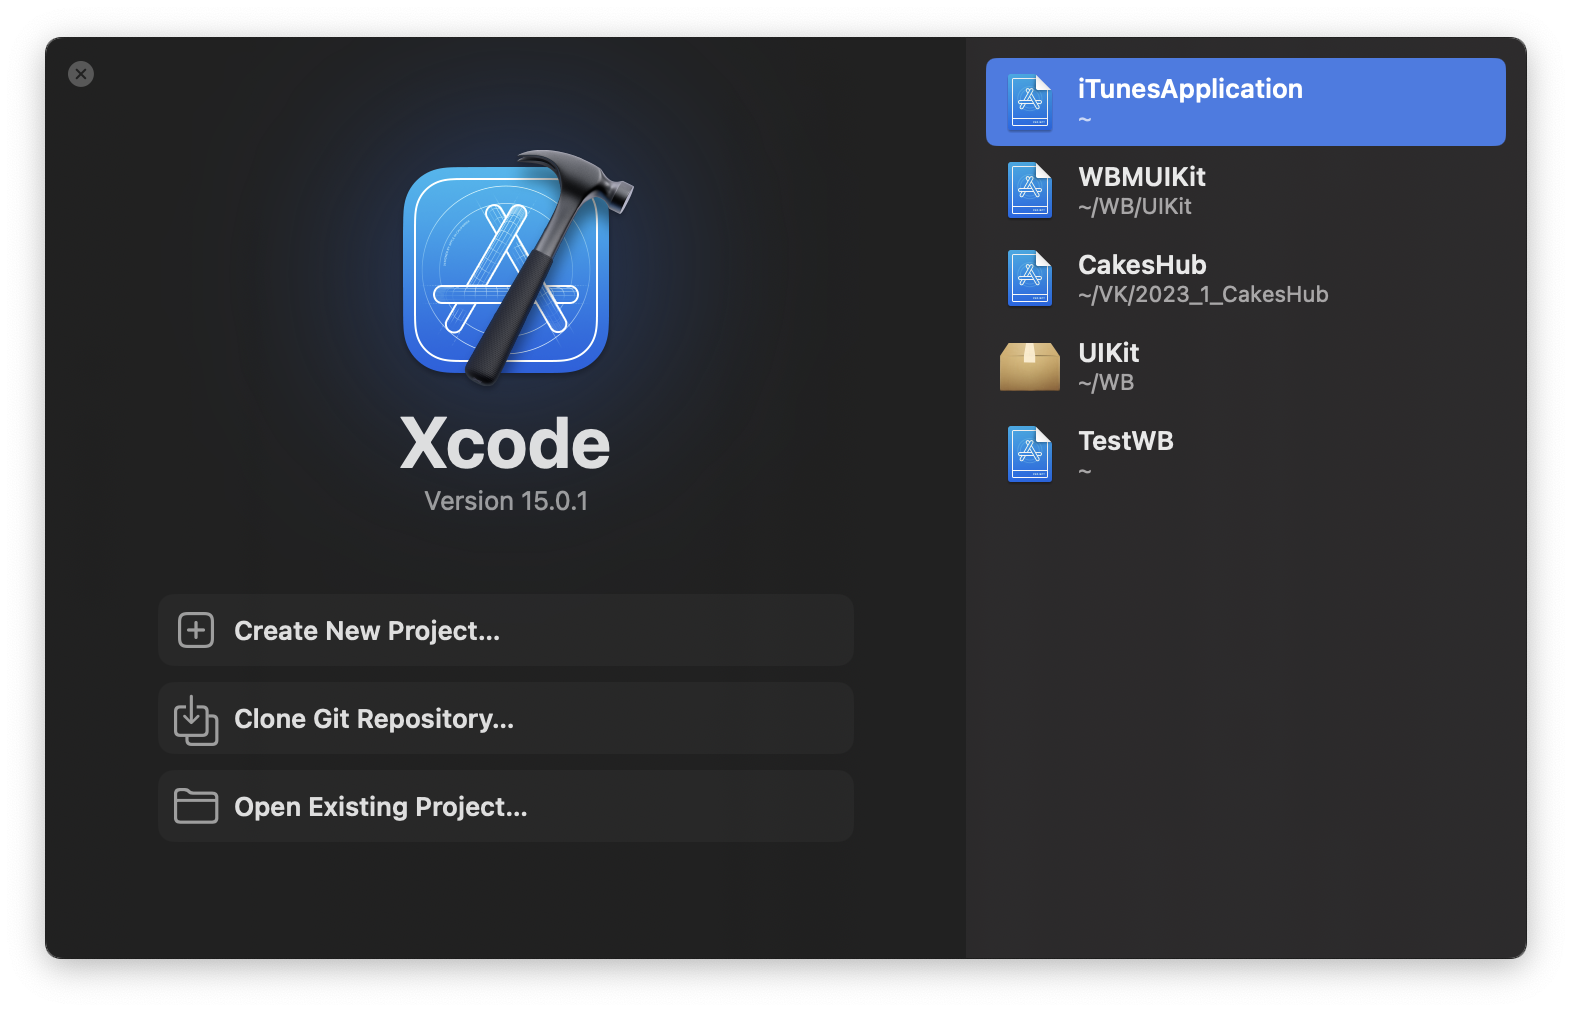 Xcode
Version 15.0.1
Create New Project...
Clone Git Repository...
Open Existing Project...
iTunesApplication
~
WBMUIKit
~/WB/UIKit
CakesHub
~/VK/2023_1_CakesHub
UIKit
~/WB
TestWB
~